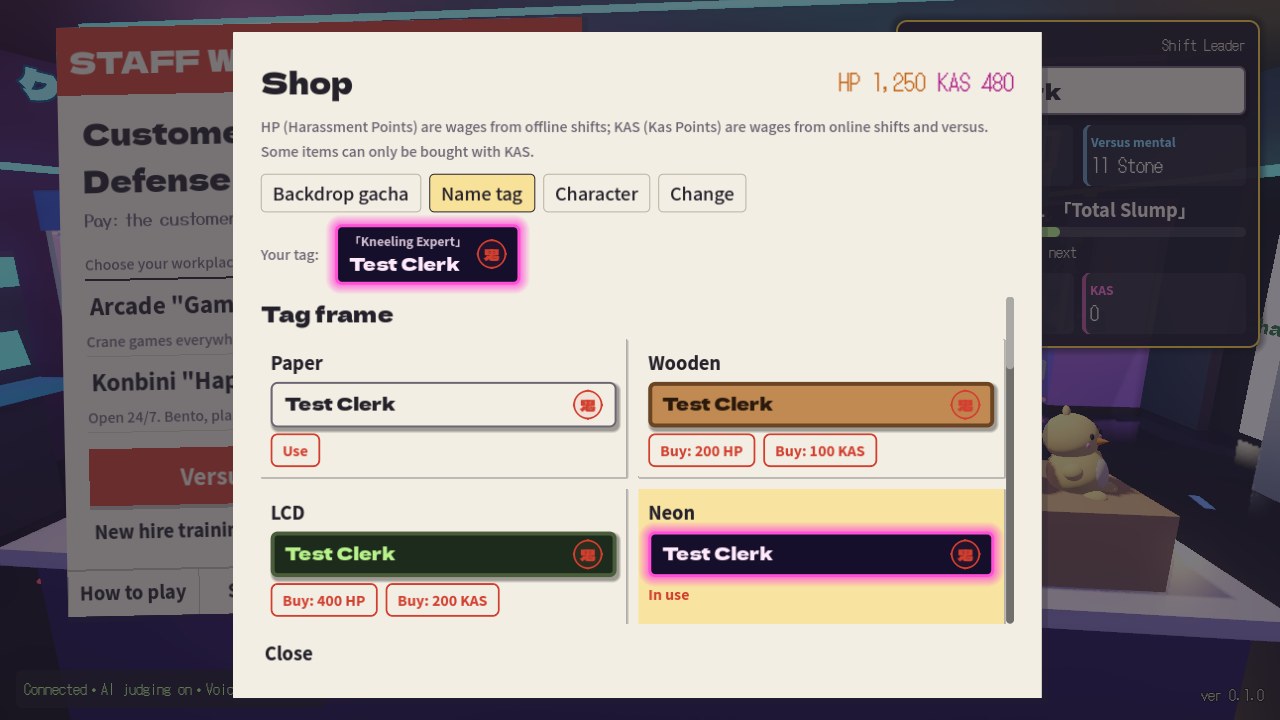 STAFF W
Shift Leader
Shop
HP 1,250 KAS 480
HP (Harassment Points) are wages from offline shifts; KAS (Kas Points) are wages from online shifts and versus.
Some items can only be bought with KAS.
Backdrop gacha
Name tag
Character
Change
Your tag:
「Kneeling Expert」
Test Clerk
Tag frame
Paper
Test Clerk
Use
Wooden
Test Clerk
Buy: 200 HP
Buy: 100 KAS
LCD
Test Clerk
Buy: 400 HP
Buy: 200 KAS
Neon
Test Clerk
In use
Close
Custome
Defense
Pay: the customer
Choose your workplac
Arcade "Gam
Crane games everywh
Konbini "Hap
Open 24/7. Bento, pla
Versu
New hire trainin
How to play
rk
Versus mental
11 Stone
「Total Slump」
next
KAS
0
Connected・AI judging on・Voic
ver 0.1.0